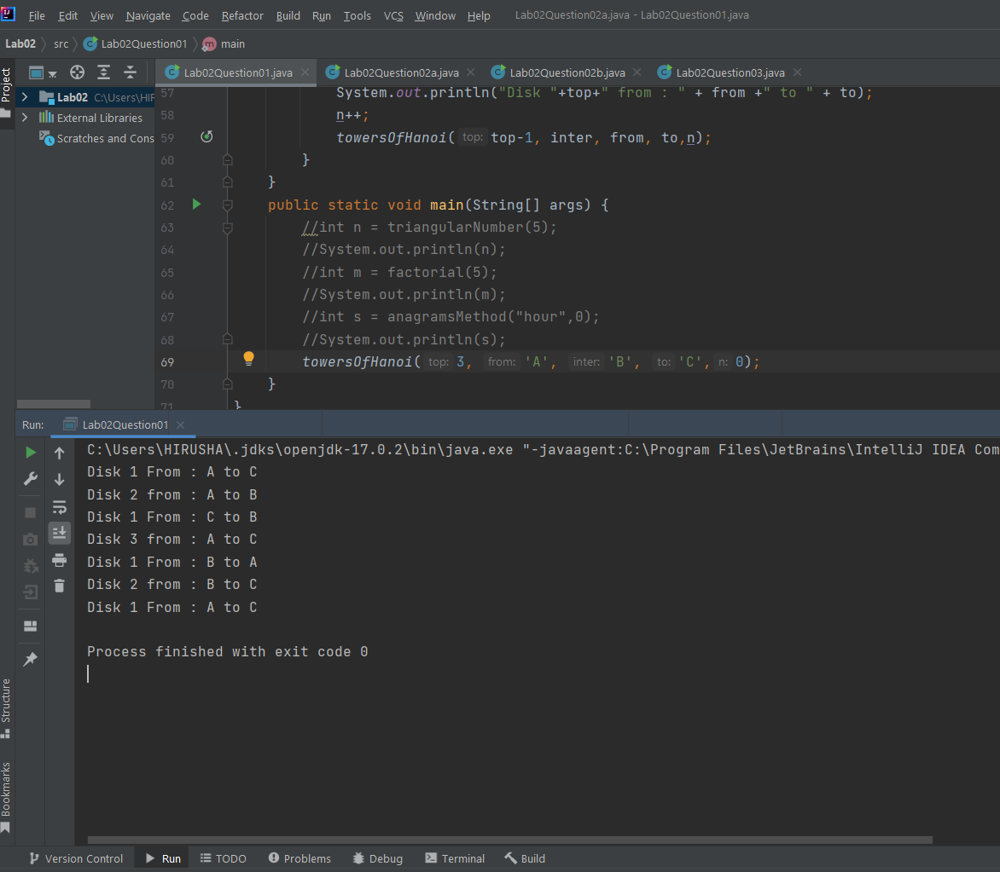 File Edit View Navigate Code Refactor Build Run Tools VCS Window Help Lab02Question02a.java - Lab02Question01.java
Lab02 src Lab02Question01 main
Project
Lab02Question01.java Lab02Question02a.java Lab02Question02b.java Lab02Question03.java
Lab02 C:\Users\HIR
External Libraries
Scratches and Cons
57 System.out.println("Disk "+top+" from : " + from +" to " + to);
58 n++;
59 towersOfHanoi( top: top-1, inter, from, to,n);
60 }
61 }
62 public static void main(String[] args) {
63 //int n = triangularNumber(5);
64 //System.out.println(n);
65 //int m = factorial(5);
66 //System.out.println(m);
67 //int s = anagramsMethod("hour",0);
68 //System.out.println(s);
69 towersOfHanoi( top: 3, from: 'A', inter: 'B', to: 'C', n: 0);
70 }
71 }
Run: Lab02Question01
C:\Users\HIRUSHA\.jdks\openjdk-17.0.2\bin\java.exe "-javaagent:C:\Program Files\JetBrains\IntelliJ IDEA Com
Disk 1 From : A to C
Disk 2 from : A to B
Disk 1 From : C to B
Disk 3 from : A to C
Disk 1 From : B to A
Disk 2 from : B to C
Disk 1 From : A to C
Process finished with exit code 0
Structure
Bookmarks
Version Control Run TODO Problems Debug Terminal Build